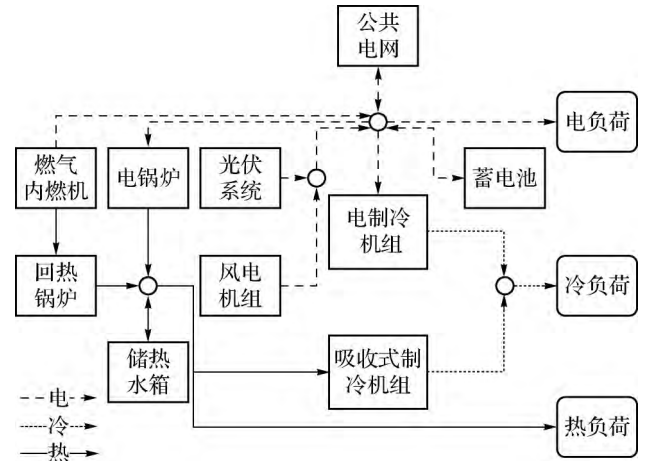 公共
电网
电负荷
燃气
内燃机
电锅炉
光伏
系统
蓄电池
电制冷
机组
回热
锅炉
风电
机组
冷负荷
储热
水箱
吸收式制
冷机组
电
冷
热
热负荷